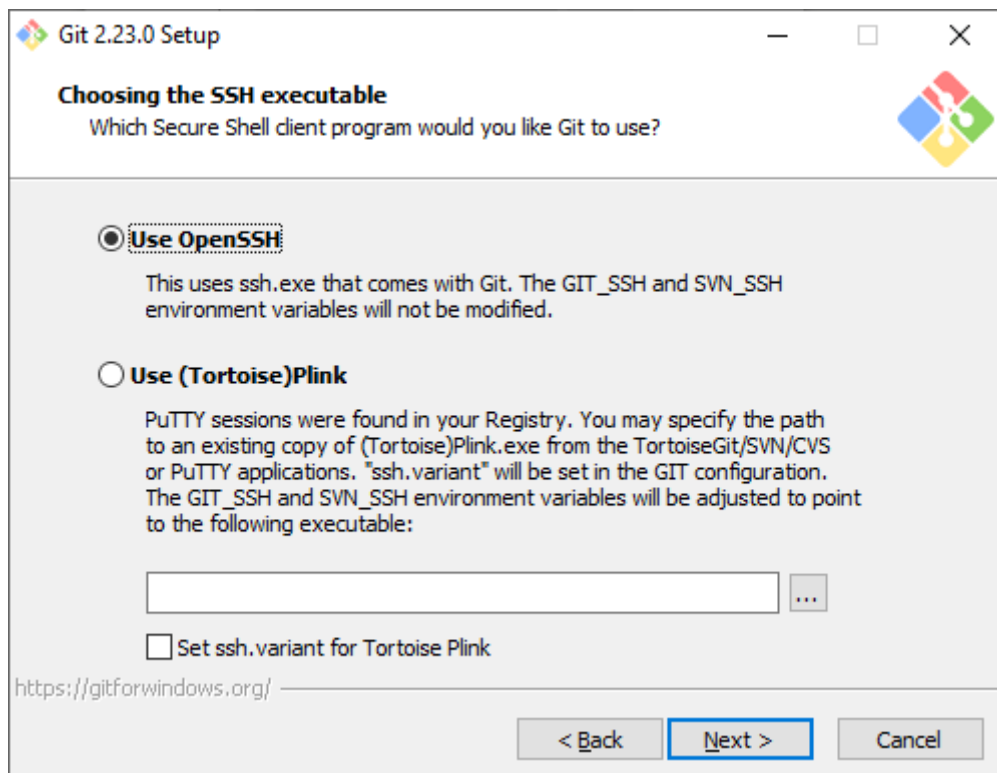 Git 2.23.0 Setup
Choosing the SSH executable
Which Secure Shell client program would you like Git to use?
Use OpenSSH
This uses ssh.exe that comes with Git. The GIT_SSH and SVN_SSH
environment variables will not be modified.
Use (Tortoise)Plink
PuTTY sessions were found in your Registry. You may specify the path
to an existing copy of (Tortoise)Plink.exe from the TortoiseGit/SVN/CVS
or PuTTY applications. "ssh.variant" will be set in the GIT configuration.
The GIT_SSH and SVN_SSH environment variables will be adjusted to point
to the following executable:
...
Set ssh.variant for Tortoise Plink
https://gitforwindows.org/
< Back Next > Cancel